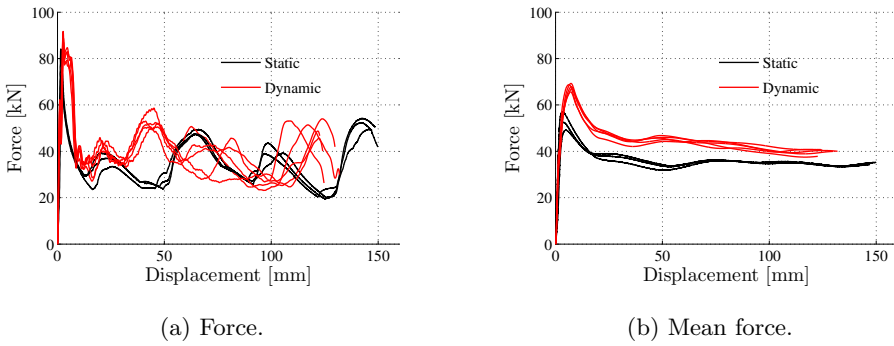 100
80
60
40
20
0
0
50
100
150
Force [kN]
Displacement [mm]
Static
Dynamic
(a) Force.
100
80
60
40
20
0
0
50
100
150
Force [kN]
Displacement [mm]
Static
Dynamic
(b) Mean force.